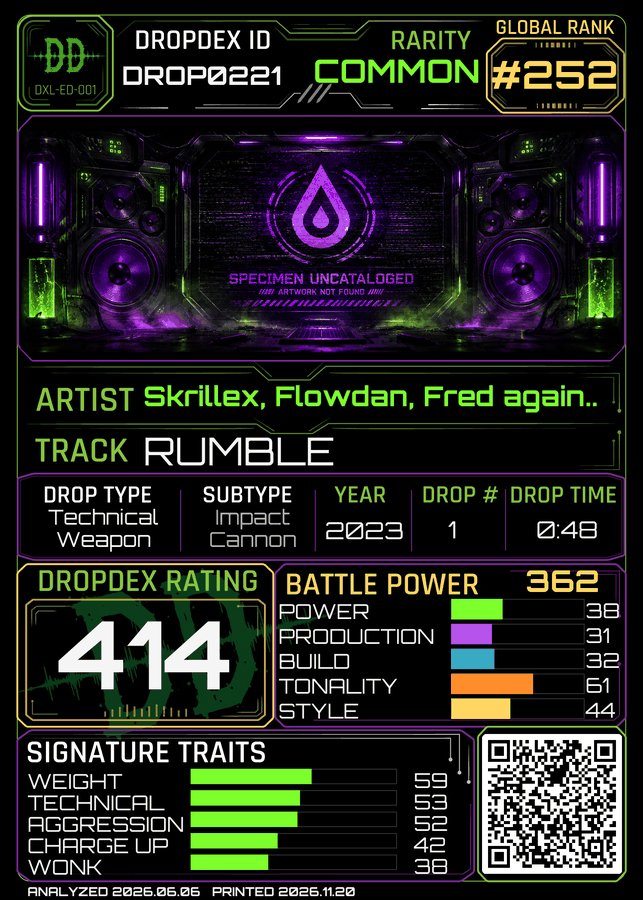 DROPDEX ID
DROP0221
DD
DXL-ED-001
RARITY
COMMON
GLOBAL RANK
#252
SPECIMEN UNCATALOGED
ARTWORK NOT FOUND
ARTIST Skrillex, Flowdan, Fred again..
TRACK RUMBLE
DROP TYPE
Technical
Weapon
SUBTYPE
Impact
Cannon
YEAR
2023
DROP #
1
DROP TIME
0:48
DROPDEX RATING
414
BATTLE POWER 362
POWER 38
PRODUCTION 31
BUILD 32
TONALITY 61
STYLE 44
SIGNATURE TRAITS
WEIGHT 59
TECHNICAL 53
AGGRESSION 52
CHARGE UP 42
WONK 38
ANALYZED 2026.06.06 PRINTED 2026.11.20